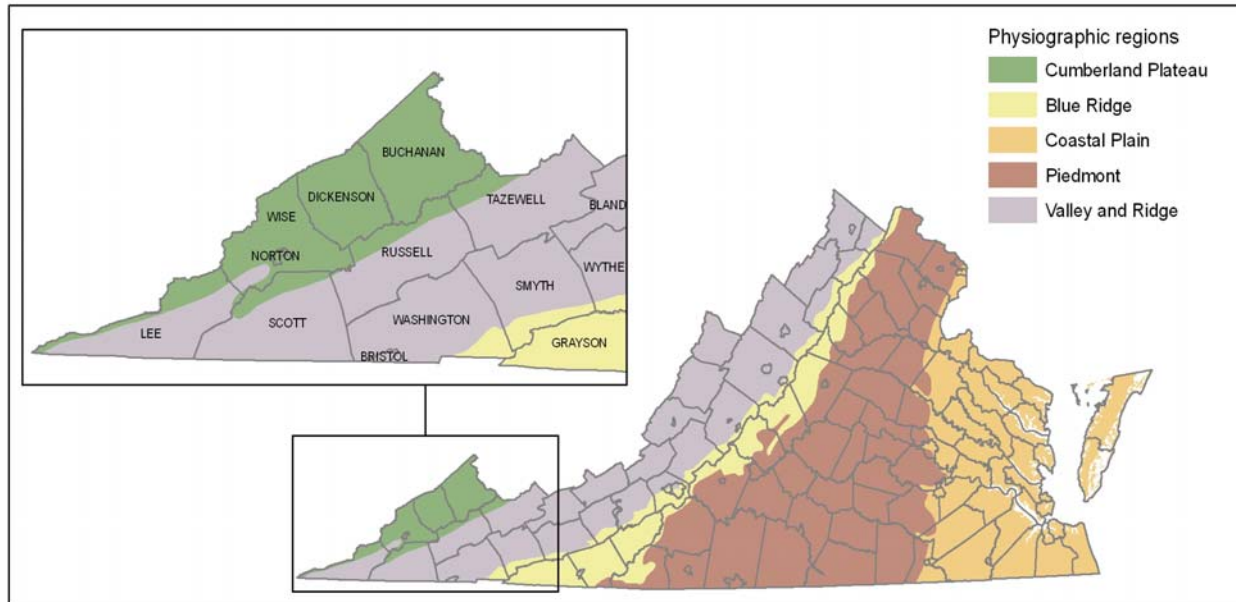 Physiographic regions
Cumberland Plateau
Blue Ridge
Coastal Plain
Piedmont
Valley and Ridge
BUCHANAN
DICKENSON
TAZEWELL
BLAND
WISE
NORTON
RUSSELL
WYTHE
SMYTH
SCOTT
WASHINGTON
LEE
GRAYSON
BRISTOL